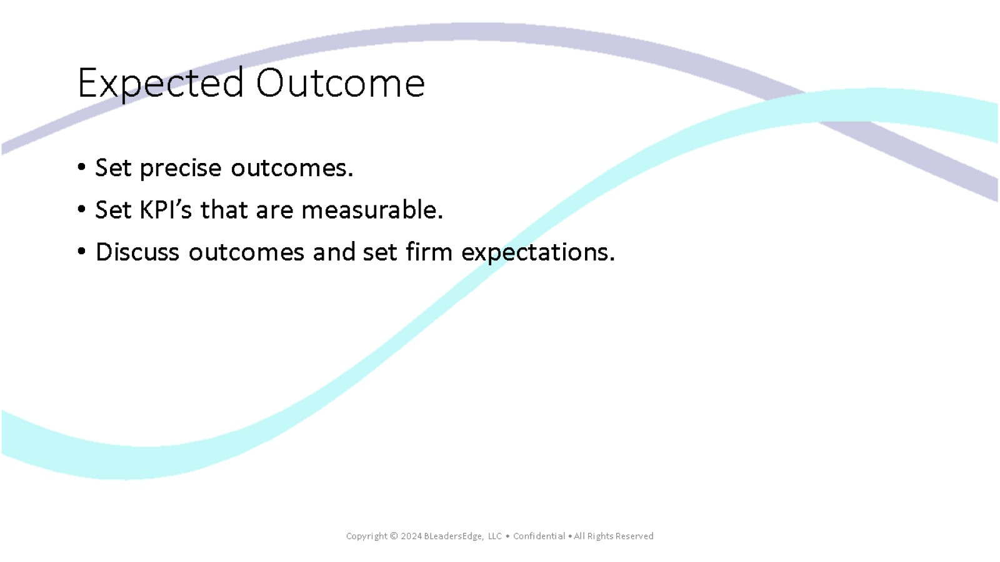 Expected Outcome
• Set precise outcomes.
• Set KPI’s that are measurable.
• Discuss outcomes and set firm expectations.
Copyright © 2024 BLeadersEdge, LLC • Confidential • All Rights Reserved